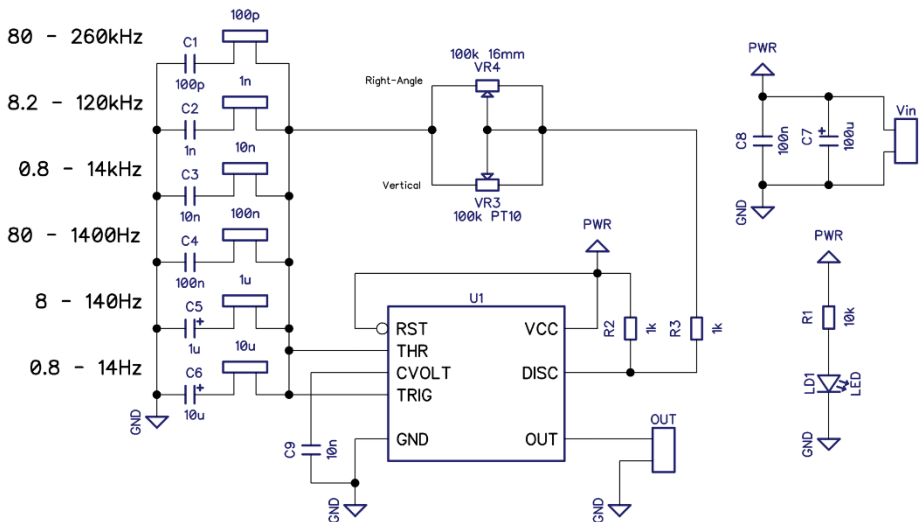 80 - 260kHz
C1
100p
100p
8.2 - 120kHz
C2
1n
1n
0.8 - 14kHz
C3
10n
10n
80 - 1400Hz
C4
100n
100n
8 - 140Hz
C5
+
1u
1u
0.8 - 14Hz
C6
+
10u
10u
GND
Right-Angle
100k 16mm
VR4
Vertical
VR3
100k PT10
PWR
U1
RST
THR
CVOLT
TRIG
GND
VCC
DISC
OUT
R2
1k
R3
1k
C9
10n
GND
OUT
GND
PWR
Vin
C8
100n
C7
+
100u
GND
PWR
R1
10k
LD1
LED
GND